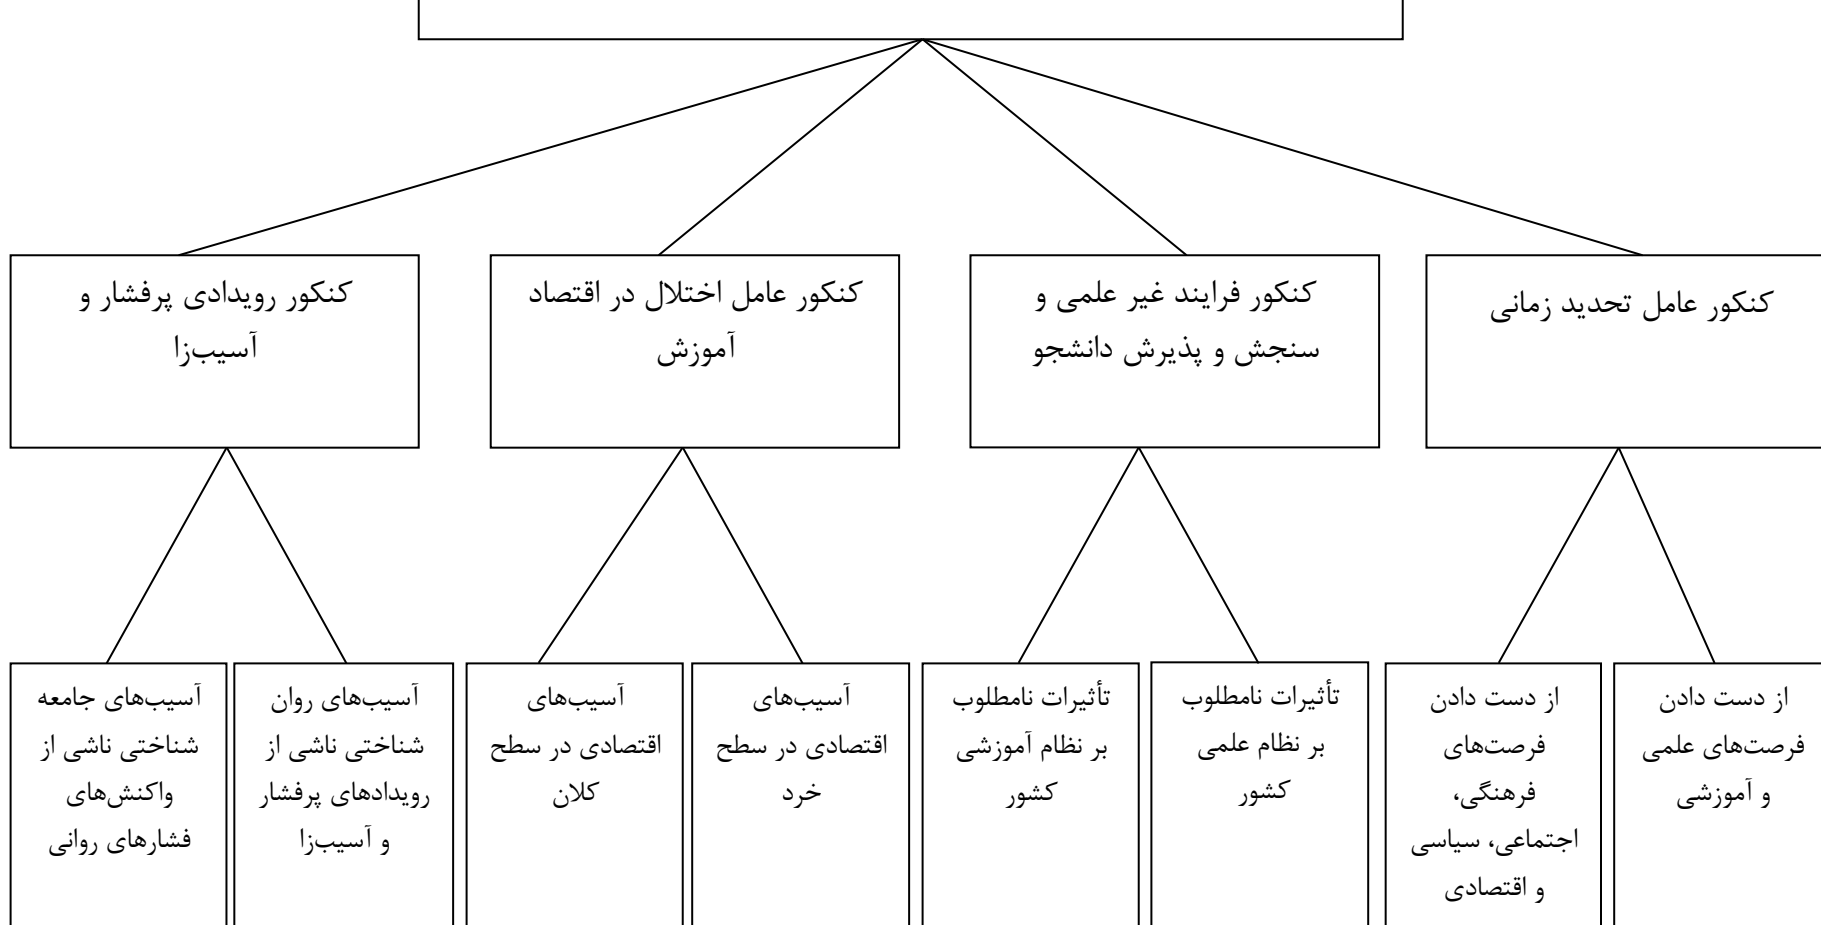 کنکور عامل تحدید زمانی
کنکور فرایند غیر علمی و
سنجش و پذیرش دانشجو
کنکور عامل اختلال در اقتصاد
آموزش
کنکور رویدادی پرفشار و
آسیب‌زا
از دست دادن
فرصت‌های علمی
و آموزشی
از دست دادن
فرصت‌های
فرهنگی،
اجتماعی، سیاسی
و اقتصادی
تأثیرات نامطلوب
بر نظام علمی
کشور
تأثیرات نامطلوب
بر نظام آموزشی
کشور
آسیب‌های
اقتصادی در سطح
خرد
آسیب‌های
اقتصادی در سطح
کلان
آسیب‌های روان
شناختی ناشی از
رویدادهای پرفشار
و آسیب‌زا
آسیب‌های جامعه
شناختی ناشی از
واکنش‌های
فشارهای روانی